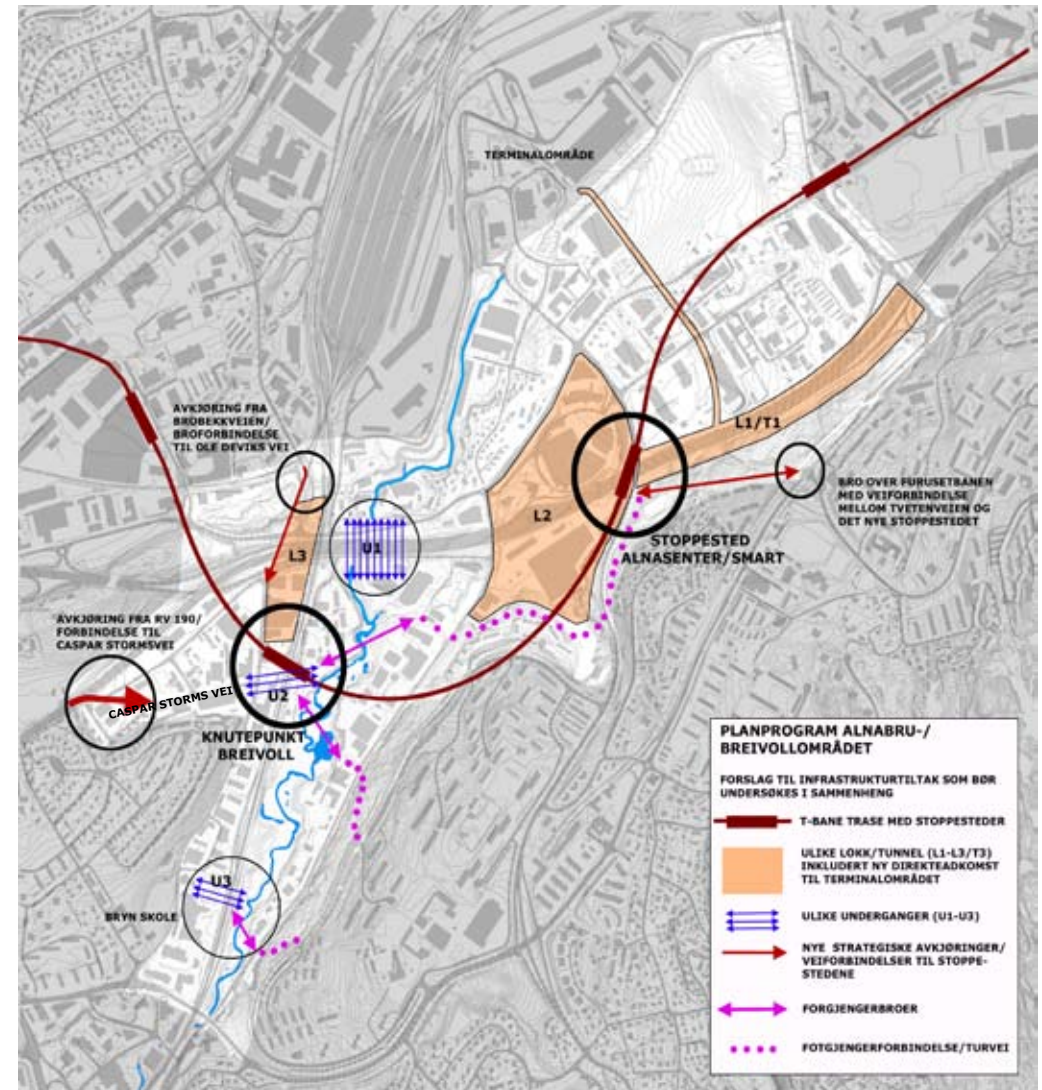 TERMINALOMRÅDE
AVKJØRING FRA
BROBEKKVEIEN/
BROFORBINDELSE
TIL OLE DEVIKS VEI
L1/T1
BRO OVER FURUSETBANEN
MED VEIFORBINDELSE
MELLOM TVETENVEIEN OG
DET NYE STOPPESTEDET
L2
STOPPESTED
ALNASENTER/SMART
U1
L3
AVKJØRING FRA RV 190/
FORBINDELSE TIL
CASPAR STORMSVEI
CASPAR STORMS VEI
U2
KNUTEPUNKT
BREIVOLL
U3
BRYN SKOLE
PLANPROGRAM ALNABRU-/
BREIVOLLOMRÅDET
FORSLAG TIL INFRASTRUKTURTILTAK SOM BØR
UNDERSØKES I SAMMENHENG
T-BANE TRASE MED STOPPESTEDER
ULIKE LOKK/TUNNEL (L1-L3/T3)
INKLUDERT NY DIREKTEADKOMST
TIL TERMINALOMRÅDET
ULIKE UNDERGANGER (U1-U3)
NYE STRATEGISKE AVKJØRINGER/
VEIFORBINDELSER TIL STOPPE-
STEDENE
FORGJENGERBROER
FOTGJENGERFORBINDELSE/TURVEI